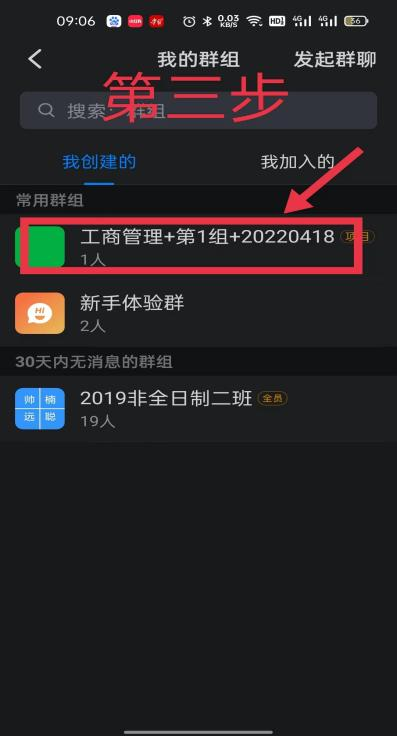 09:06 0.03 KB/S HD 4G 4G 56
我的群组 发起群聊
第三步
搜索: 群组
我创建的 我加入的
常用群组
工商管理+第1组+20220418 项目
1人
HI
新手体验群
2人
30天内无消息的群组
帅 楠
远 聪
2019非全日制二班 全员
19人